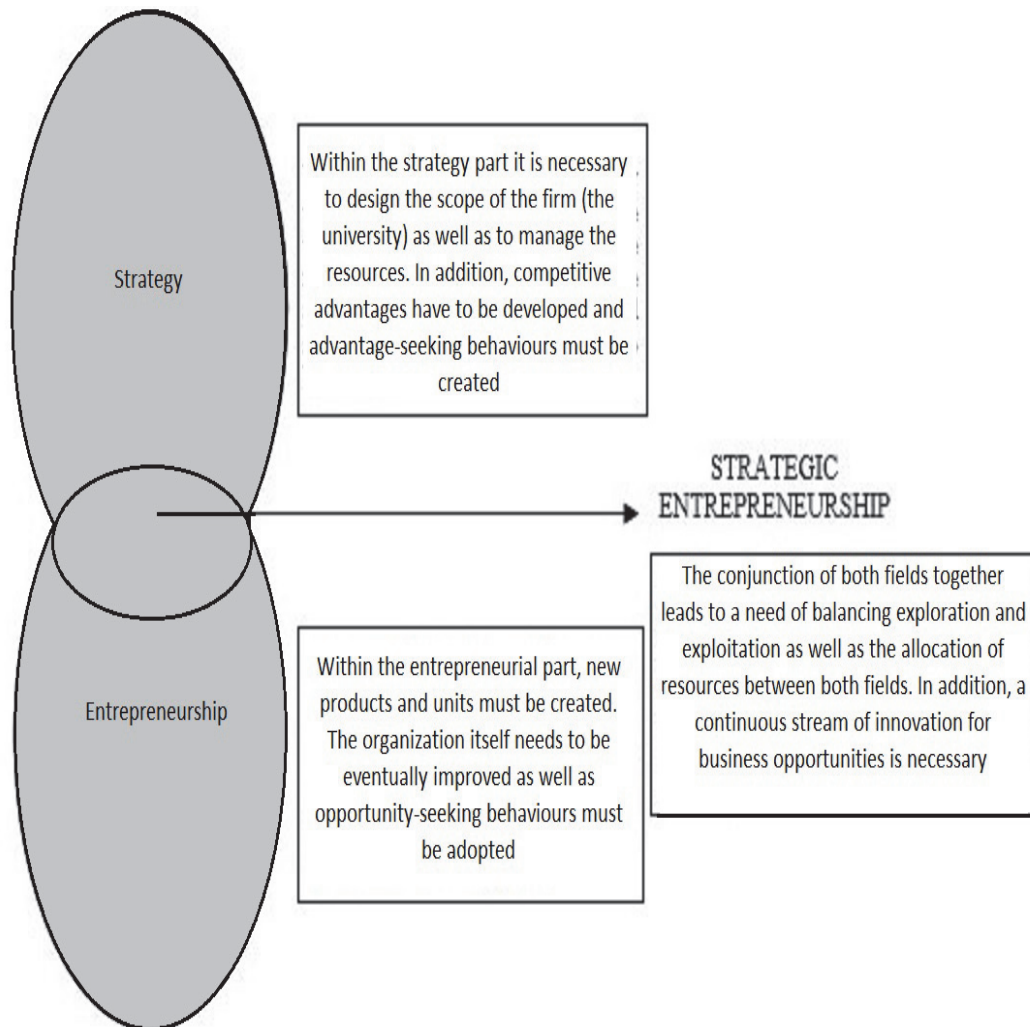 Strategy
Within the strategy part it is necessary
to design the scope of the firm (the
university) as well as to manage the
resources. In addition, competitive
advantages have to be developed and
advantage-seeking behaviours must be
created
STRATEGIC
ENTREPRENEURSHIP
The conjunction of both fields together
leads to a need of balancing exploration and
exploitation as well as the allocation of
resources between both fields. In addition, a
continuous stream of innovation for
business opportunities is necessary
Entrepreneurship
Within the entrepreneurial part, new
products and units must be created.
The organization itself needs to be
eventually improved as well as
opportunity-seeking behaviours must
be adopted